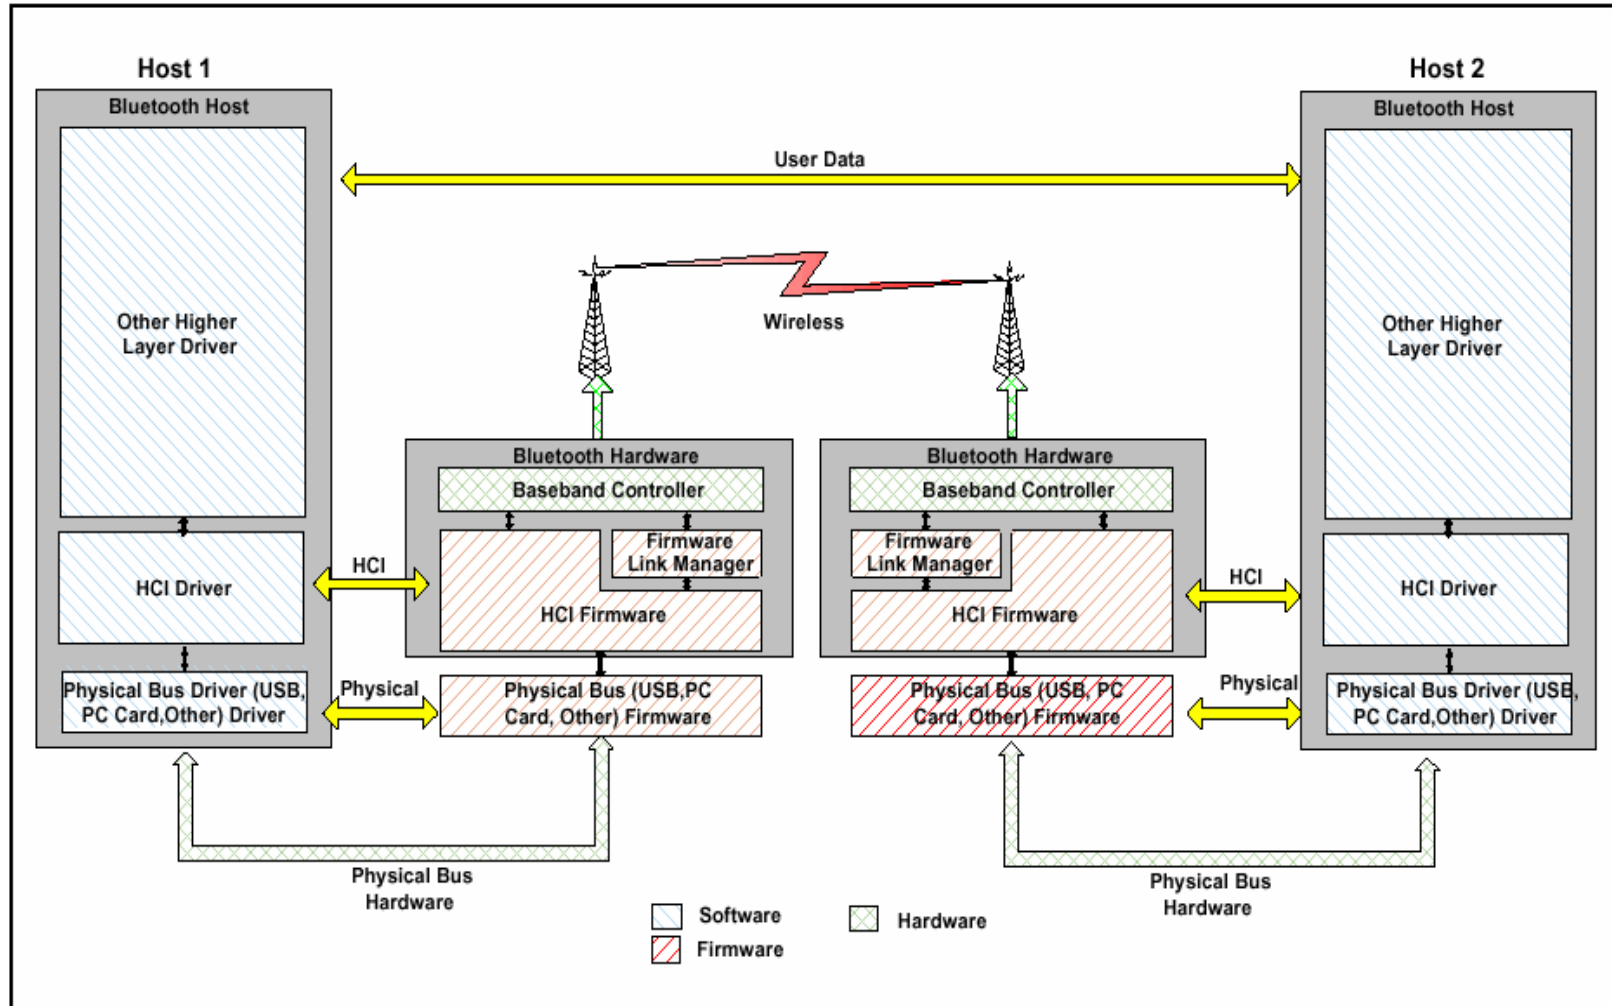 Host 1
Host 2
Bluetooth Host
Bluetooth Host
User Data
Other Higher
Layer Driver
Wireless
Other Higher
Layer Driver
Bluetooth Hardware
Baseband Controller
Firmware
Link Manager
HCI Firmware
Bluetooth Hardware
Baseband Controller
Firmware
Link Manager
HCI Firmware
HCI Driver
HCI
HCI
HCI Driver
Physical Bus Driver (USB,
PC Card,Other) Driver
Physical
Physical Bus (USB,PC
Card, Other) Firmware
Physical Bus (USB, PC
Card, Other) Firmware
Physical
Physical Bus Driver (USB,
PC Card,Other) Driver
Physical Bus
Hardware
Physical Bus
Hardware
Software
Hardware
Firmware